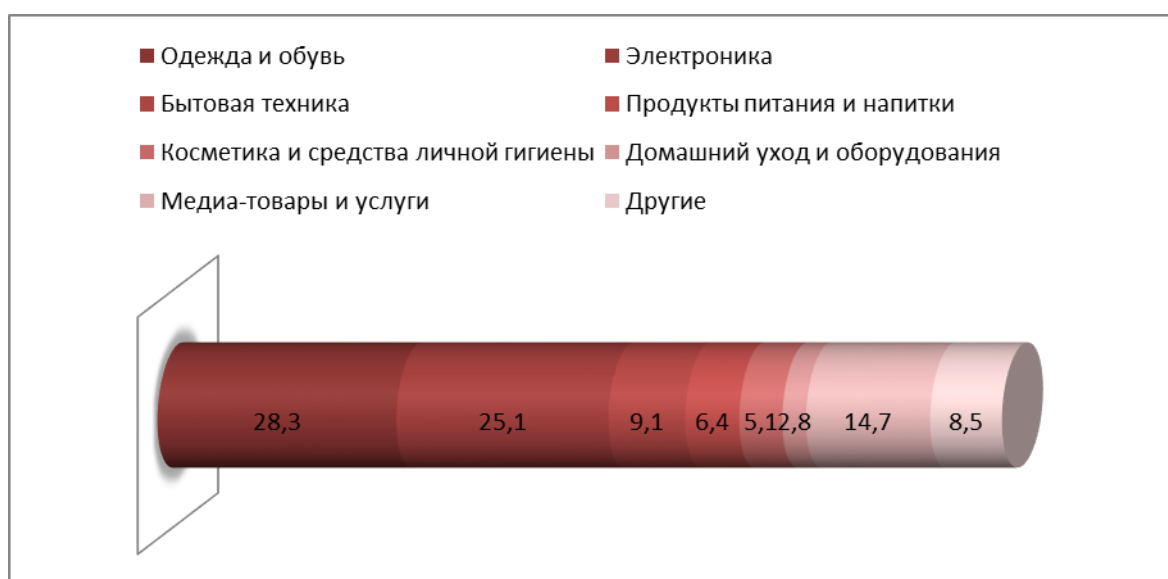 Одежда и обувь
Электроника
Бытовая техника
Продукты питания и напитки
Косметика и средства личной гигиены
Домашний уход и оборудования
Медиа-товары и услуги
Другие
28,3 25,1 9,1 6,4 5,1 2,8 14,7 8,5